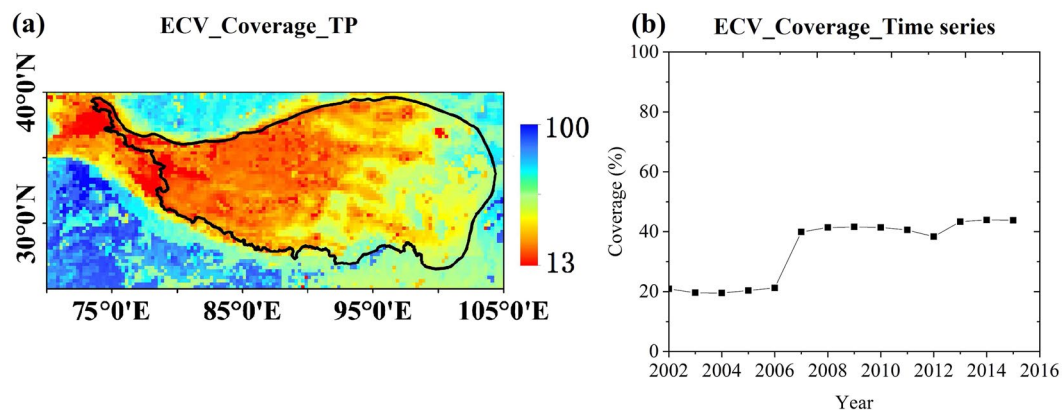 (a)
ECV_Coverage_TP
40°0'N
30°0'N
75°0'E
85°0'E
95°0'E
105°0'E
100
13
(b)
ECV_Coverage_Time series
Coverage (%)
100
80
60
40
20
0
2002 2004 2006 2008 2010 2012 2014 2016
Year